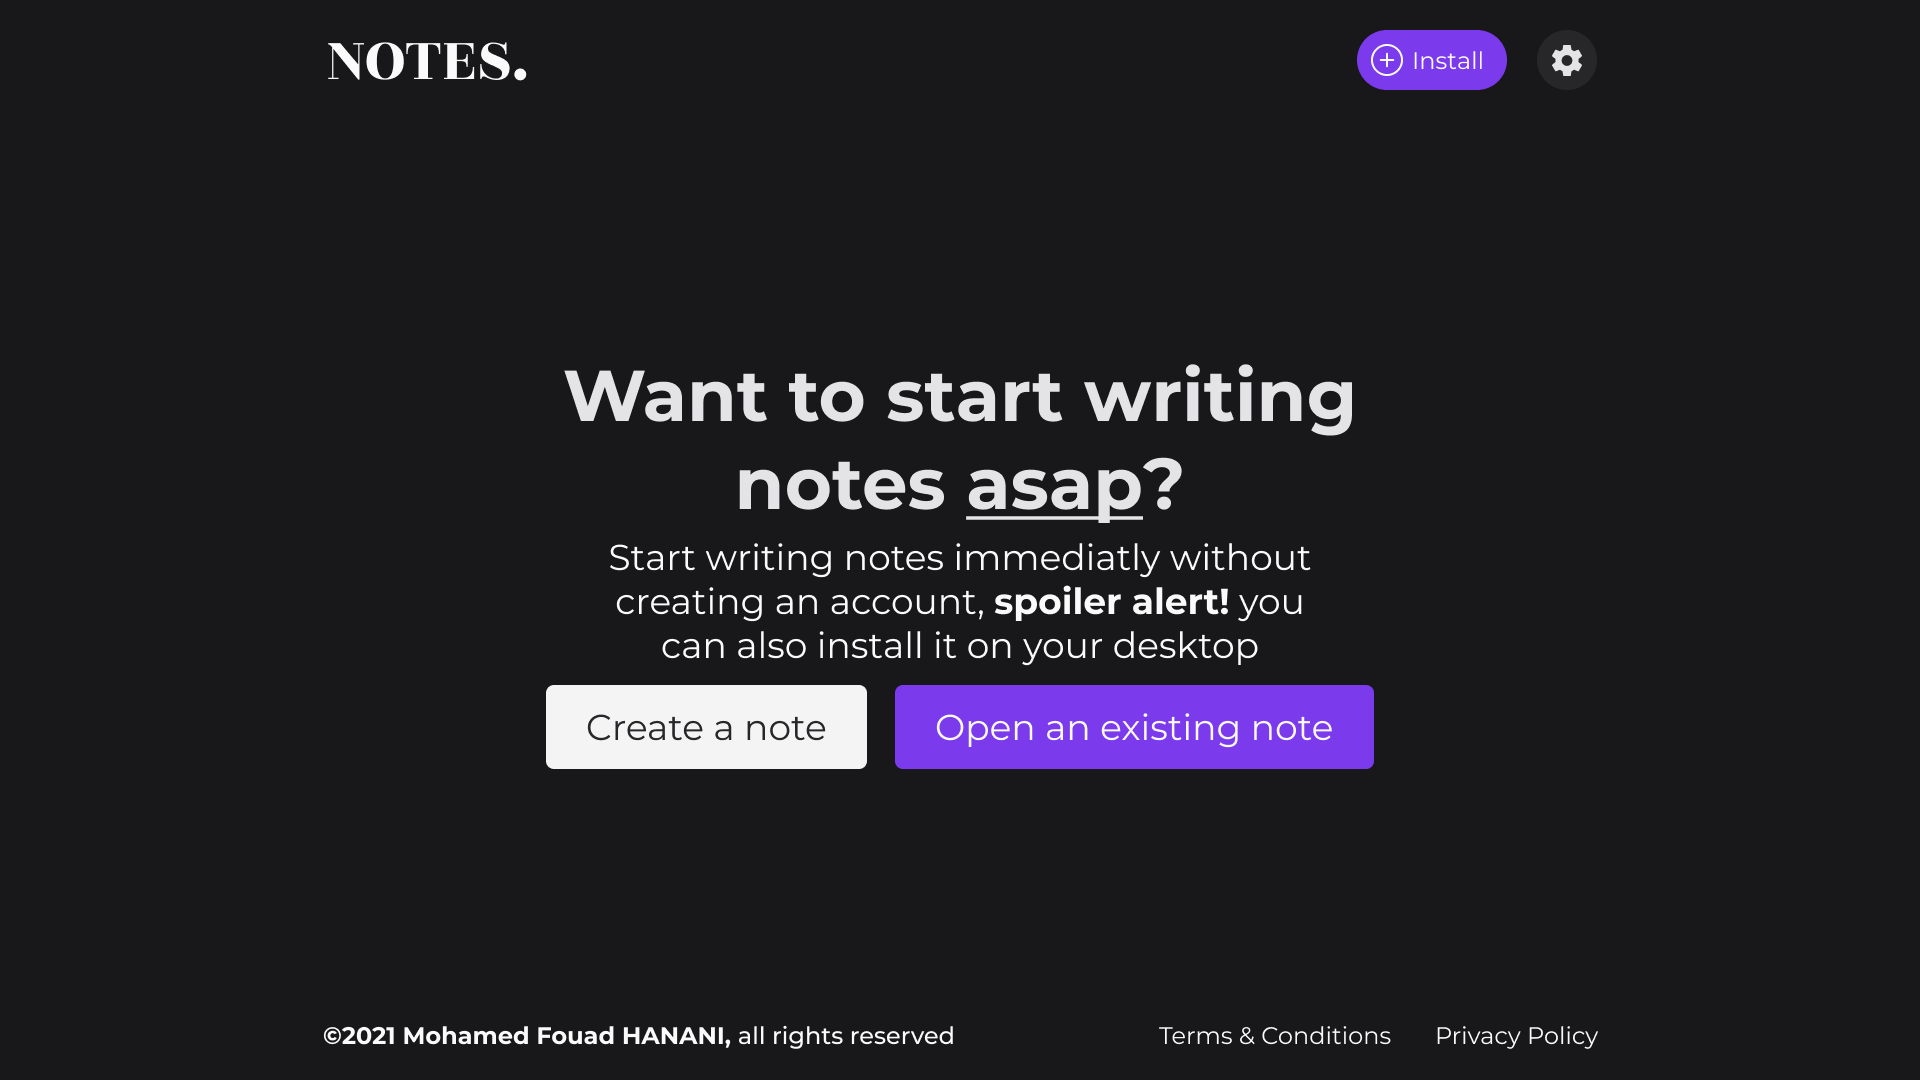 NOTES.
Install
Want to start writing
notes asap?
Start writing notes immediatly without
creating an account, spoiler alert! you
can also install it on your desktop
Create a note
Open an existing note
©2021 Mohamed Fouad HANANI, all rights reserved
Terms & Conditions
Privacy Policy